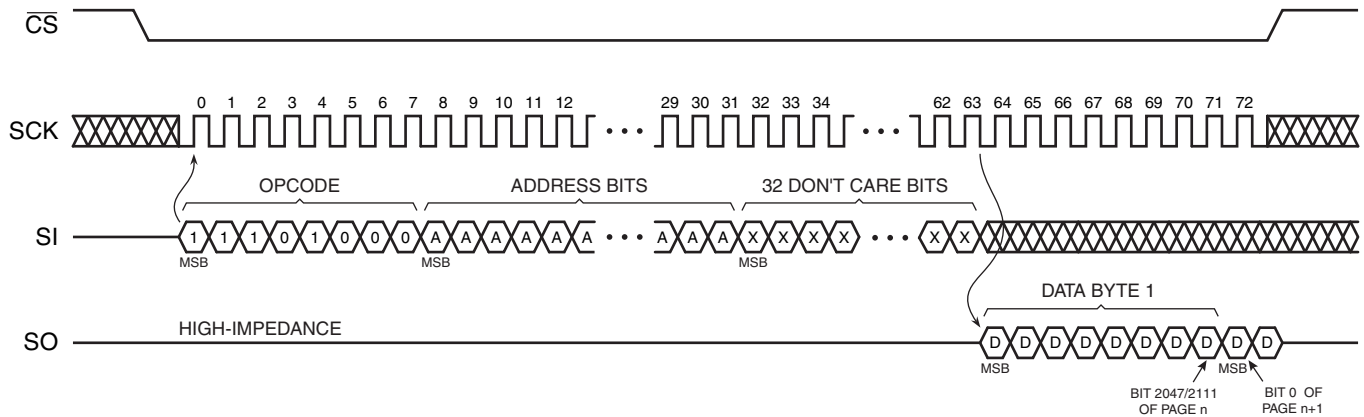 CS
SCK
0 1 2 3 4 5 6 7 8 9 10 11 12 29 30 31 32 33 34 62 63 64 65 66 67 68 69 70 71 72
OPCODE ADDRESS BITS 32 DON'T CARE BITS
SI
1 1 1 0 1 0 0 0 A A A A A A A A A X X X X X X
MSB MSB MSB
DATA BYTE 1
SO
HIGH-IMPEDANCE
D D D D D D D D D D
MSB MSB
BIT 2047/2111
OF PAGE n
BIT 0 OF
PAGE n+1